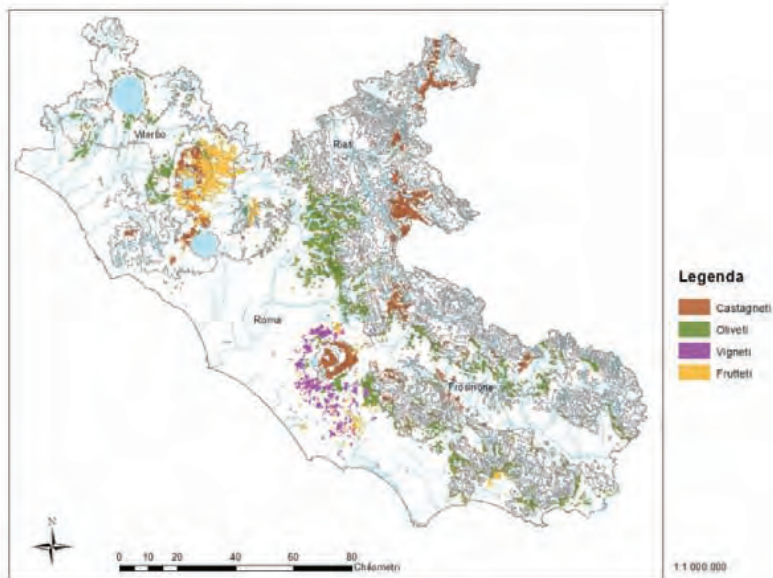 Viterbo
Rieti
Roma
Frosinone
Legenda
Castagneti
Oliveti
Vigneti
Frutteti
N
0 10 20 40 60 80
Chilometri
1:1 000 000